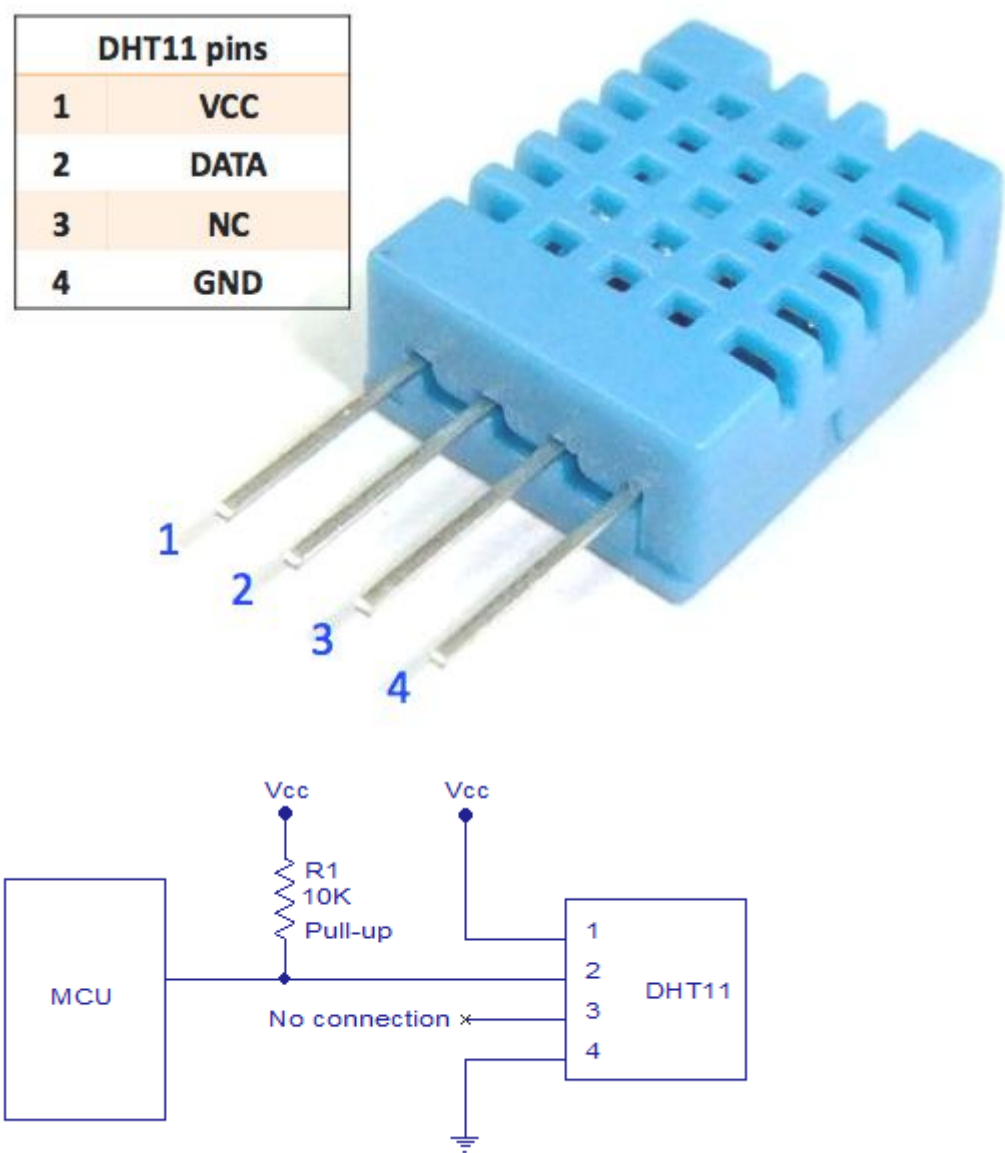 DHT11 pins
1 VCC
2 DATA
3 NC
4 GND
1
2
3
4
Vcc Vcc
R1
10K
Pull-up
MCU
No connection
1
2
3
4
DHT11